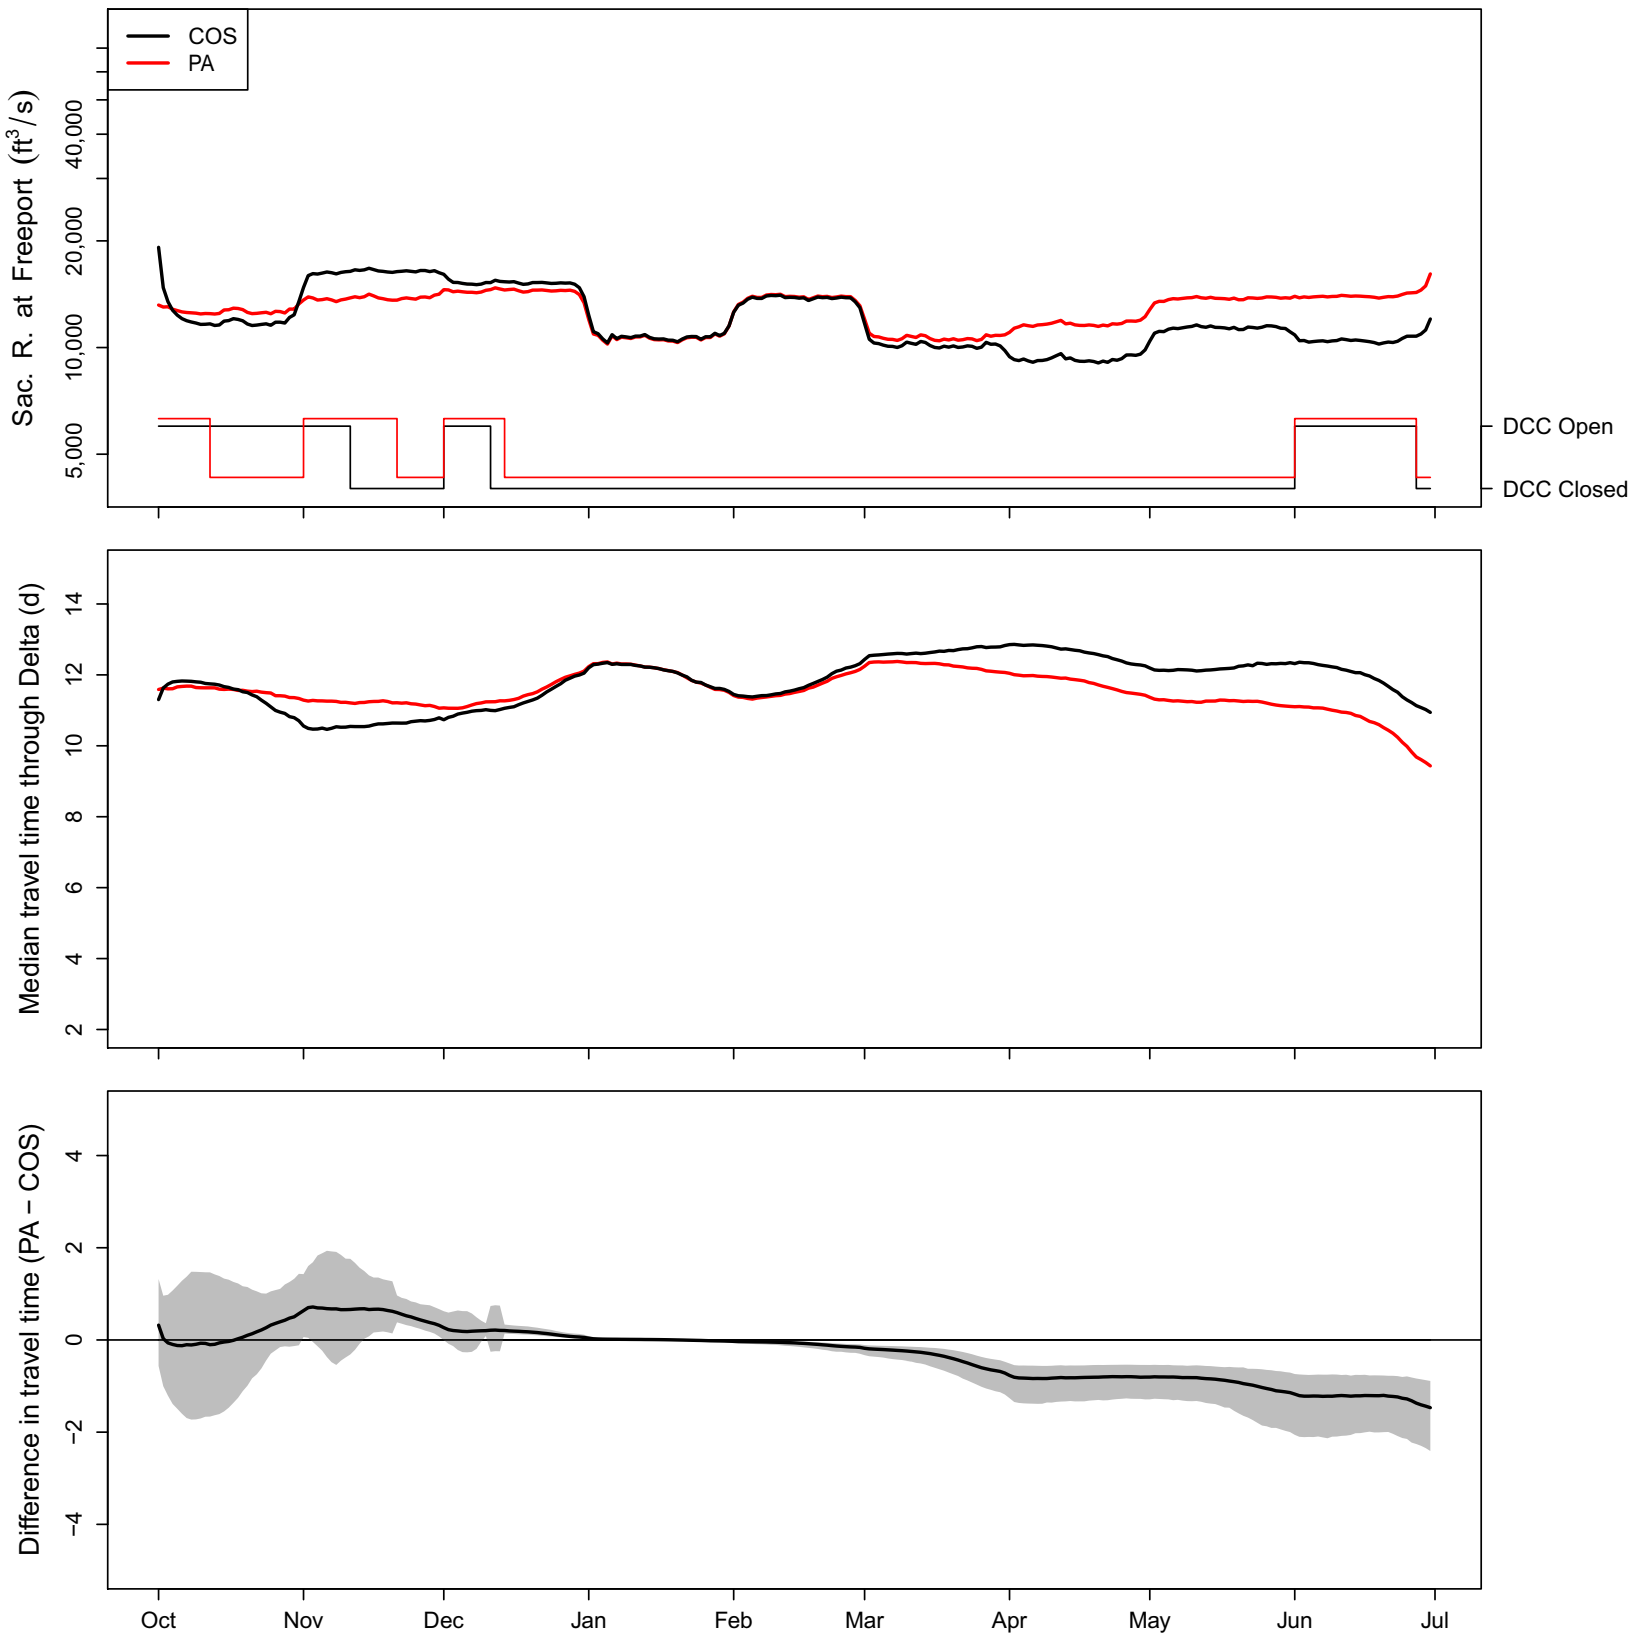 COS
PA
Sac. R. at Freeport (ft³/s)
40,000
20,000
10,000
5,000
DCC Open
DCC Closed
Median travel time through Delta (d)
14
12
10
8
6
4
2
Difference in travel time (PA − COS)
4
2
0
−2
−4
Oct Nov Dec Jan Feb Mar Apr May Jun Jul